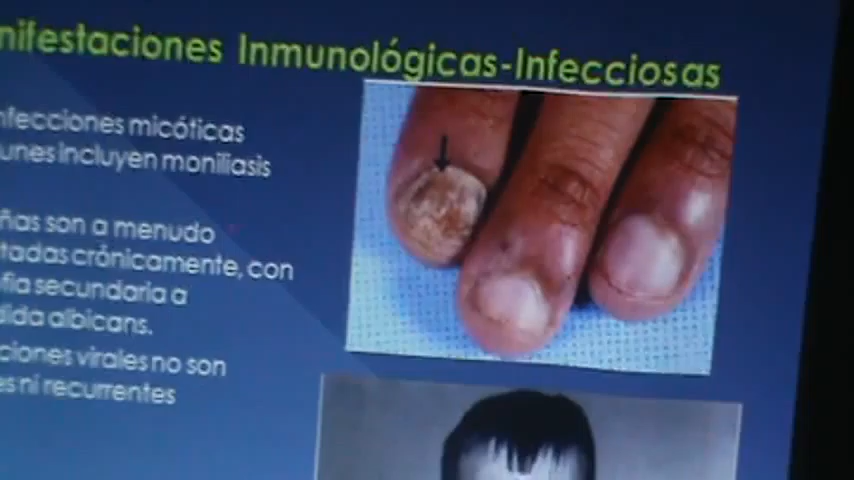 nifestaciones Inmunológicas-Infecciosas
nfecciones micóticas
unes incluyen moniliasis
ñas son a menudo
tadas crónicamente, con
fia secundaria a
dida albicans.
ciones virales no son
es ni recurrentes